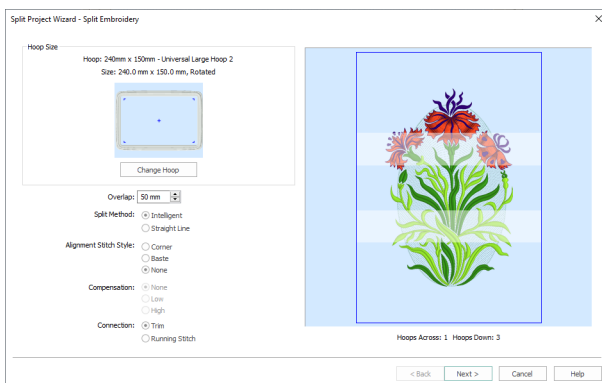 Split Project Wizard - Split Embroidery
Hoop Size
Hoop: 240mm x 150mm - Universal Large Hoop 2
Size: 240.0 mm x 150.0 mm, Rotated
Change Hoop
Overlap: 50 mm
Split Method: Intelligent
Straight Line
Alignment Stitch Style: Corner
Baste
None
Compensation: None
Low
High
Connection: Trim
Running Stitch
Hoops Across: 1 Hoops Down: 3
< Back Next > Cancel Help